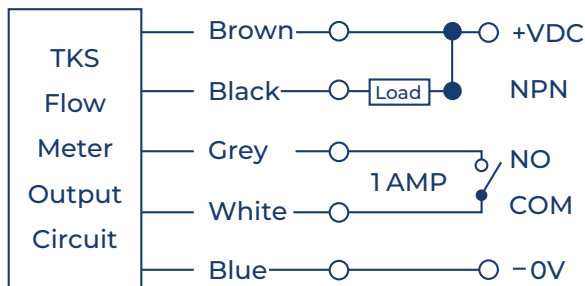 TKS
Flow
Meter
Output
Circuit
Brown
+VDC
Black
Load
NPN
Grey
1 AMP
NO
White
COM
Blue
−0V